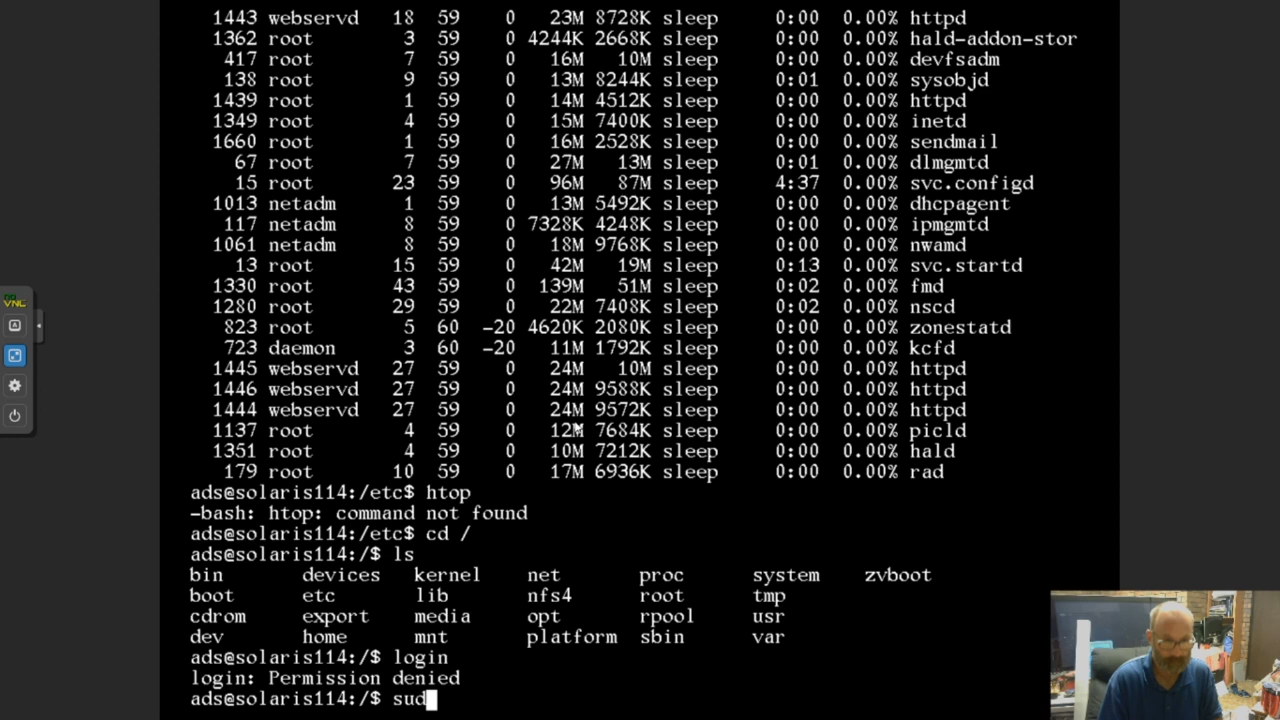 1443 webservd 18 59 0 23M 8728K sleep 0:00 0.00% httpd
1362 root 3 59 0 4244K 2668K sleep 0:00 0.00% hald-addon-stor
417 root 7 59 0 16M 10M sleep 0:00 0.00% devfsadm
138 root 9 59 0 13M 8244K sleep 0:01 0.00% sysobjd
1439 root 1 59 0 14M 4512K sleep 0:00 0.00% httpd
1349 root 4 59 0 15M 7400K sleep 0:00 0.00% inetd
1660 root 1 59 0 16M 2528K sleep 0:00 0.00% sendmail
67 root 7 59 0 27M 13M sleep 0:01 0.00% dlmgmtd
15 root 23 59 0 96M 87M sleep 4:37 0.00% svc.configd
1013 netadm 1 59 0 13M 5492K sleep 0:00 0.00% dhcpagent
117 netadm 8 59 0 7328K 4248K sleep 0:00 0.00% ipmgmtd
1061 netadm 8 59 0 18M 9768K sleep 0:00 0.00% nwamd
13 root 15 59 0 42M 19M sleep 0:13 0.00% svc.startd
1330 root 43 59 0 139M 51M sleep 0:02 0.00% fmd
1280 root 29 59 0 22M 7408K sleep 0:02 0.00% nscd
823 root 5 60 -20 4620K 2080K sleep 0:00 0.00% zonestatd
723 daemon 3 60 -20 11M 1792K sleep 0:00 0.00% kcfd
1445 webservd 27 59 0 24M 10M sleep 0:00 0.00% httpd
1446 webservd 27 59 0 24M 9588K sleep 0:00 0.00% httpd
1444 webservd 27 59 0 24M 9572K sleep 0:00 0.00% httpd
1137 root 4 59 0 12M 7684K sleep 0:00 0.00% picld
1351 root 4 59 0 10M 7212K sleep 0:00 0.00% hald
179 root 10 59 0 17M 6936K sleep 0:00 0.00% rad
ads@solaris114:/etc$ htop
-bash: htop: command not found
ads@solaris114:/etc$ cd /
ads@solaris114:/$ ls
bin devices kernel net proc system zvboot
boot etc lib nfs4 root tmp
cdrom export media opt rpool usr
dev home mnt platform sbin var
ads@solaris114:/$ login
login: Permission denied
ads@solaris114:/$ sud
no
VNC
A